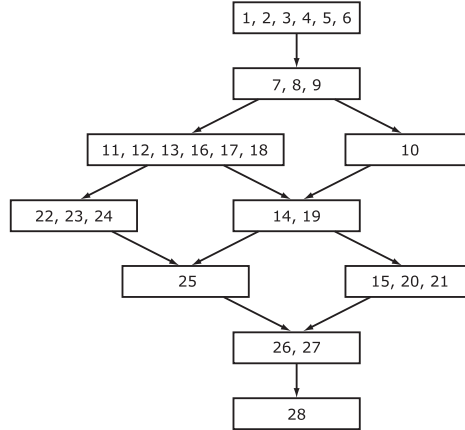 1, 2, 3, 4, 5, 6
7, 8, 9
11, 12, 13, 16, 17, 18
10
22, 23, 24
14, 19
25
15, 20, 21
26, 27
28